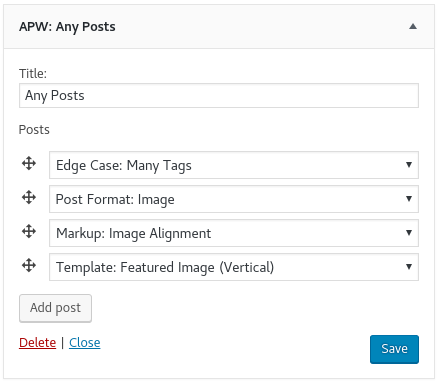 APW: Any Posts
Title:
Any Posts
Posts
Edge Case: Many Tags
Post Format: Image
Markup: Image Alignment
Template: Featured Image (Vertical)
Add post
Delete | Close
Save